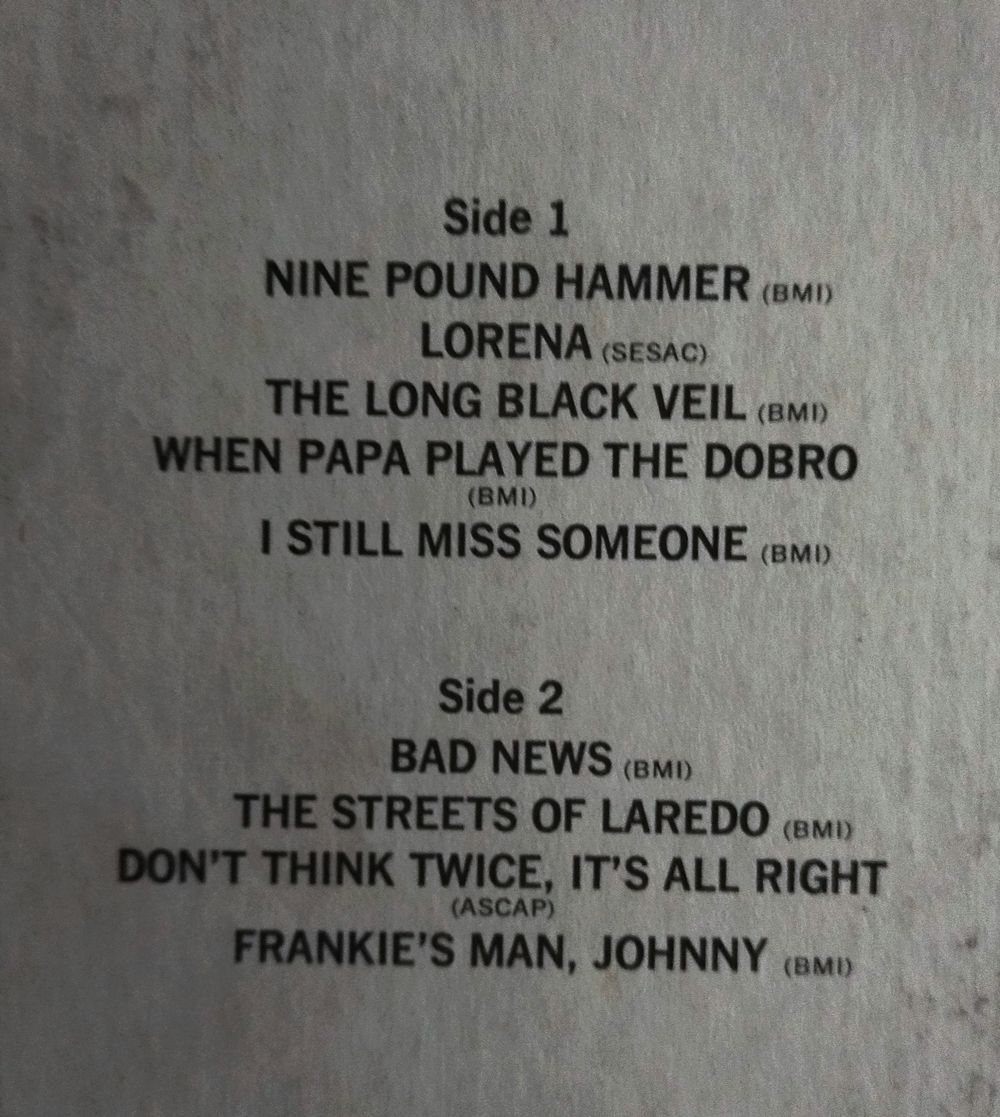 Side 1
NINE POUND HAMMER (BMI)
LORENA (SESAC)
THE LONG BLACK VEIL (BMI)
WHEN PAPA PLAYED THE DOBRO
(BMI)
I STILL MISS SOMEONE (BMI)
Side 2
BAD NEWS (BMI)
THE STREETS OF LAREDO (BMI)
DON'T THINK TWICE, IT'S ALL RIGHT
(ASCAP)
FRANKIE'S MAN, JOHNNY (BMI)